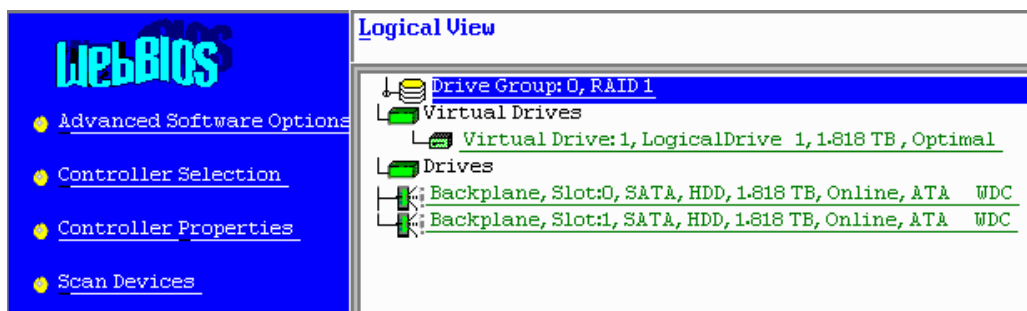 WebBIOS
Advanced Software Options
Controller Selection
Controller Properties
Scan Devices
Logical View
Drive Group: 0, RAID 1
Virtual Drives
Virtual Drive: 1, LogicalDrive 1, 1.818 TB, Optimal
Drives
Backplane, Slot:0, SATA, HDD, 1.818 TB, Online, ATA WDC
Backplane, Slot:1, SATA, HDD, 1.818 TB, Online, ATA WDC